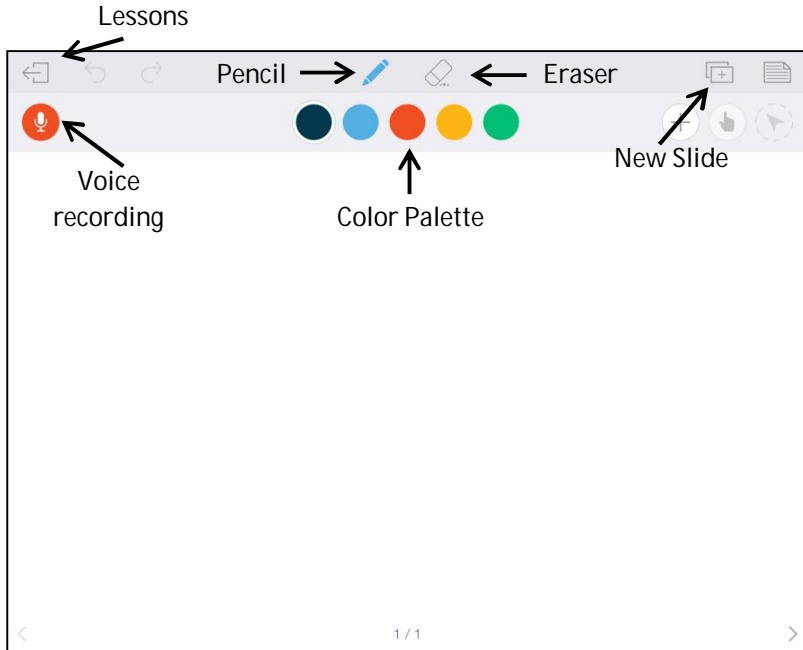 Lessons
Pencil
Eraser
New Slide
Voice
recording
Color Palette
1 / 1